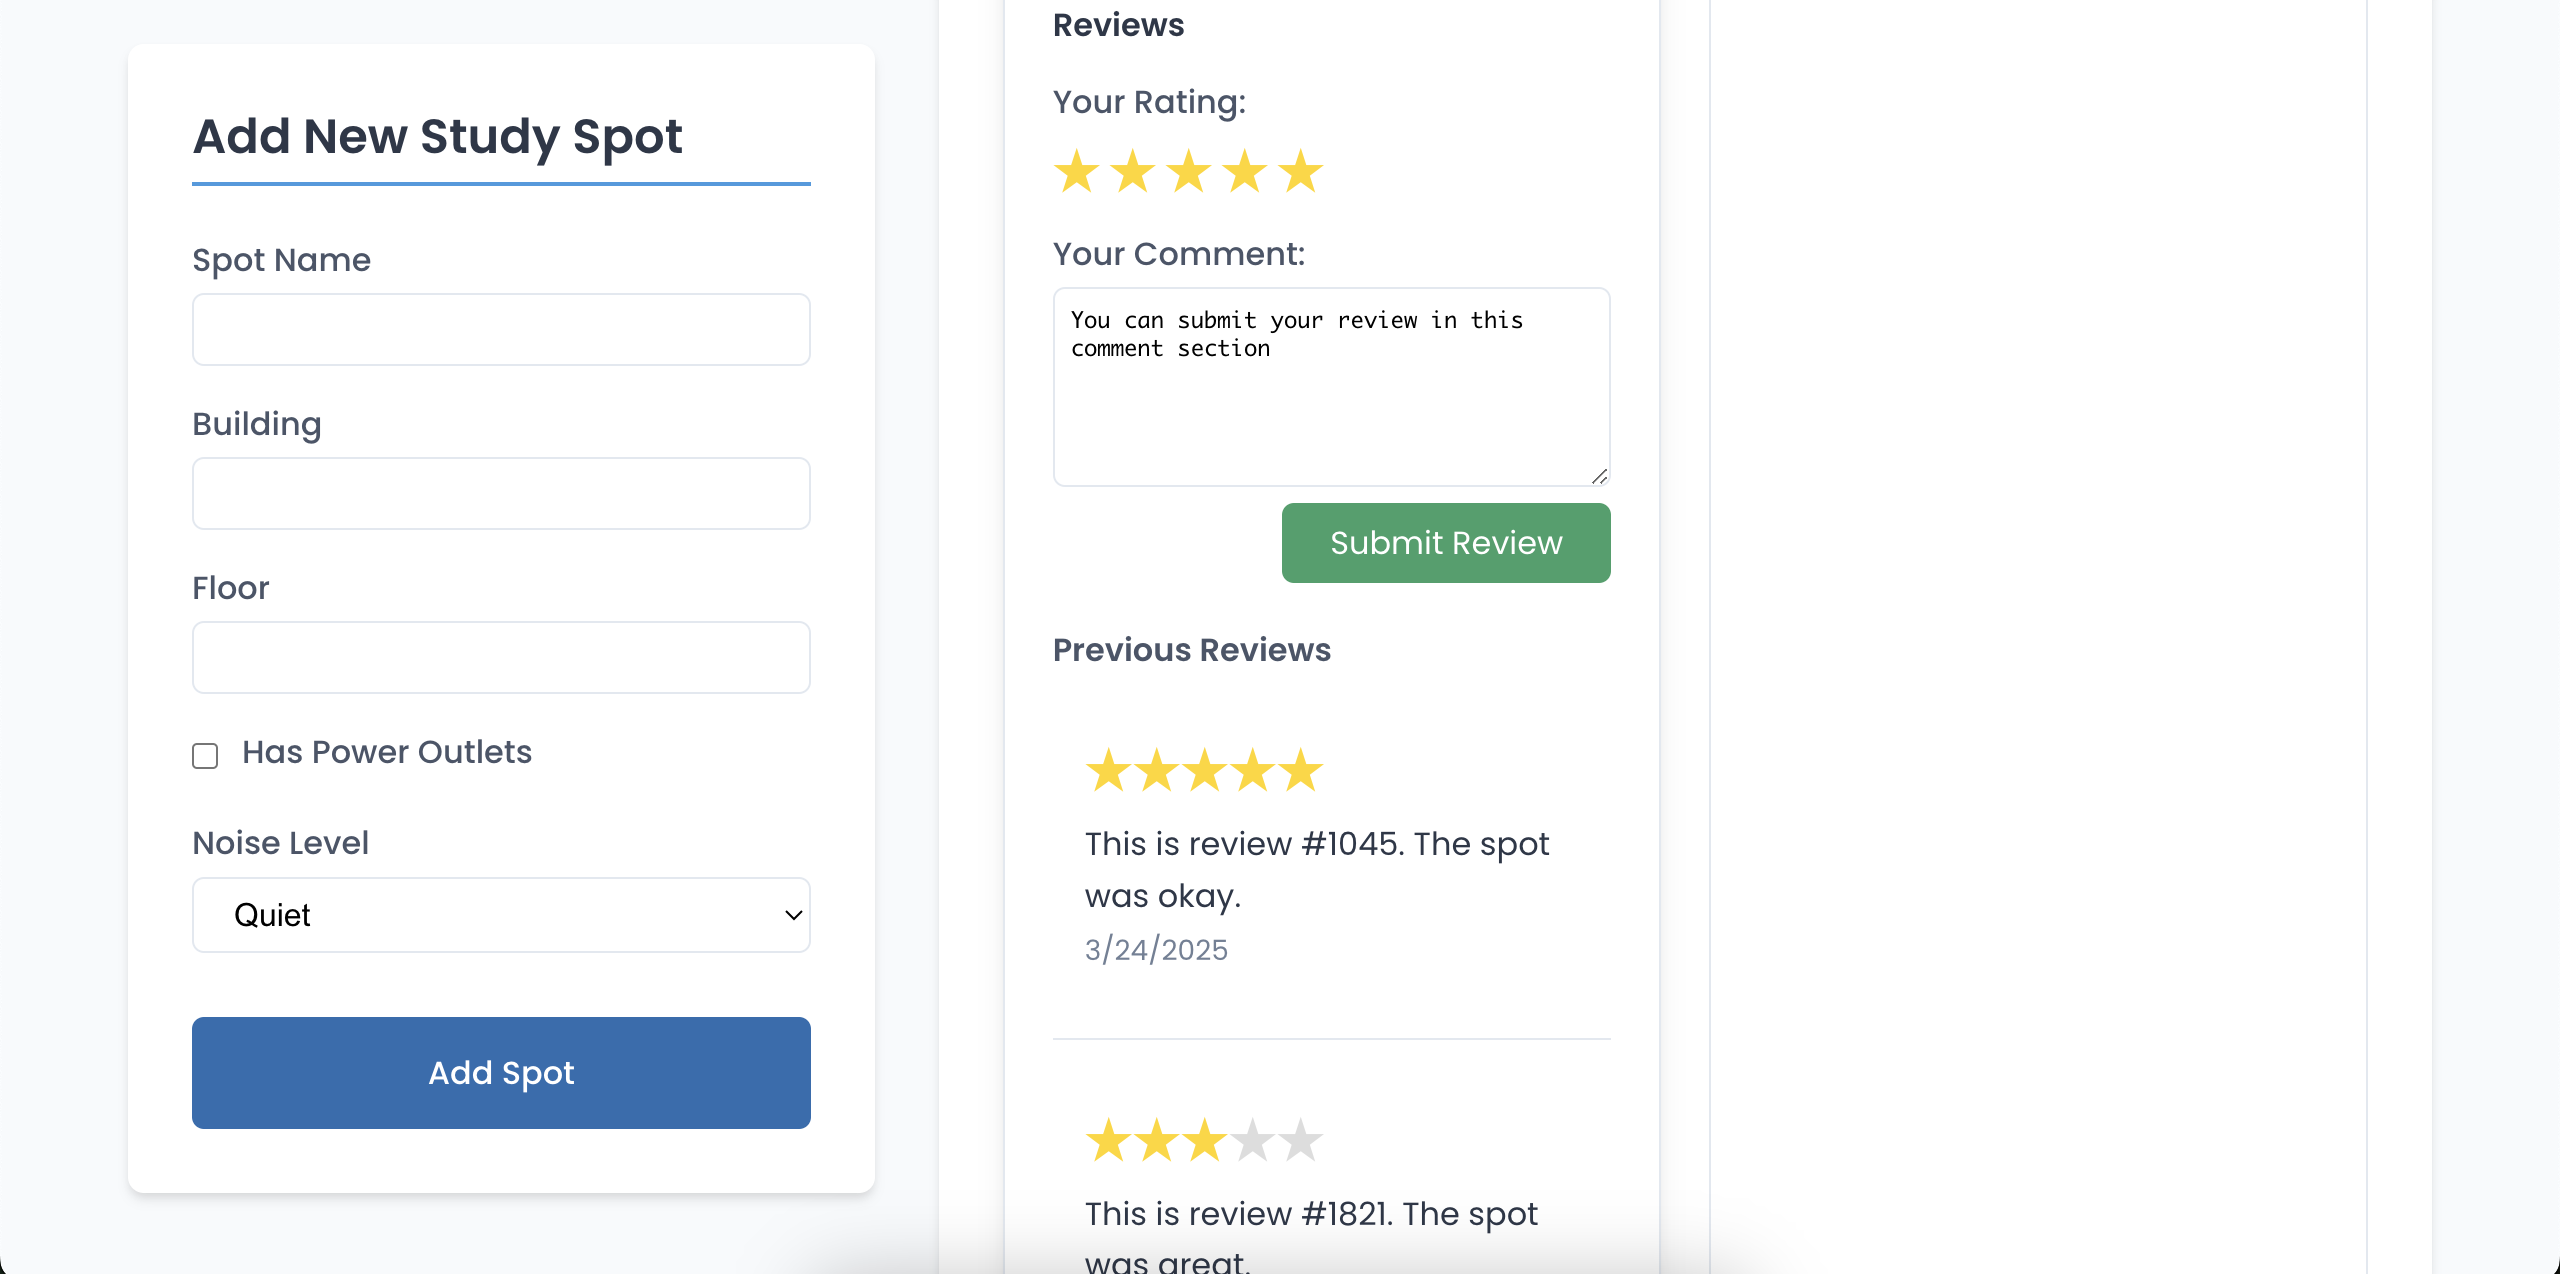 Add New Study Spot
Spot Name
Building
Floor
Has Power Outlets
Noise Level
Quiet
Add Spot
Reviews
Your Rating:
Your Comment:
You can submit your review in this
comment section
Submit Review
Previous Reviews
This is review #1045. The spot
was okay.
3/24/2025
This is review #1821. The spot
was great.